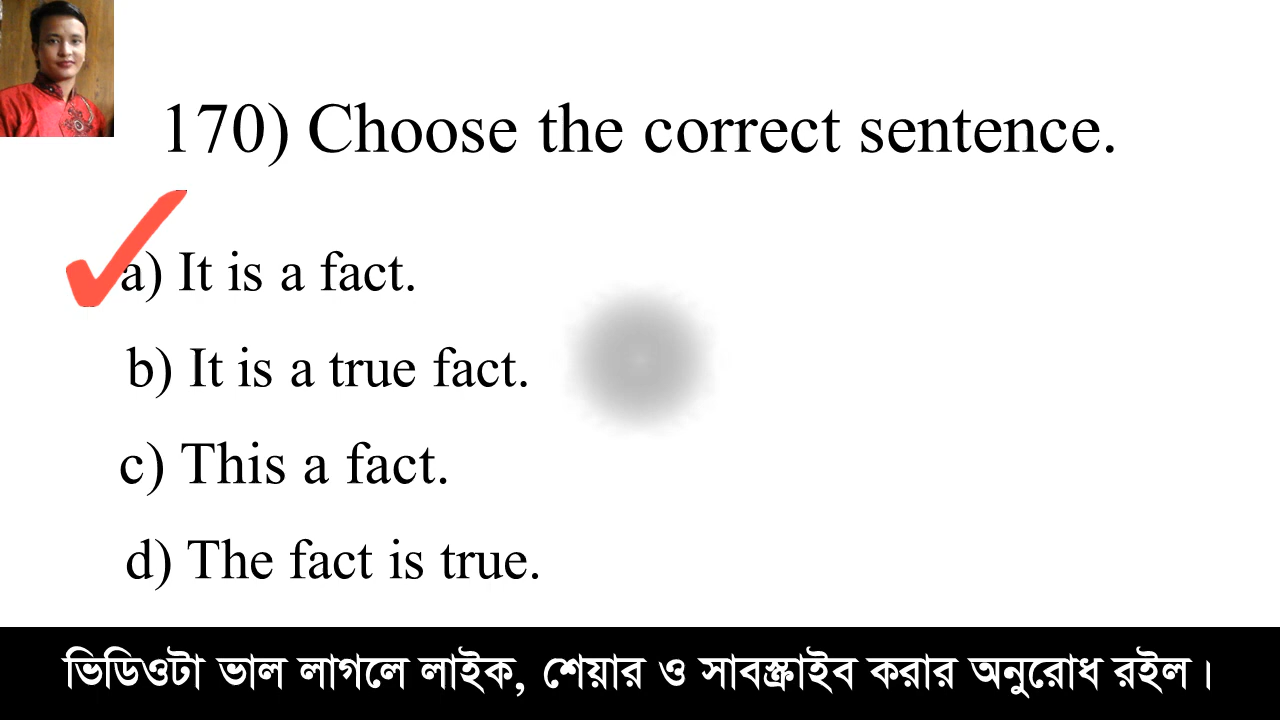 170) Choose the correct sentence.
a) It is a fact.
b) It is a true fact.
c) This a fact.
d) The fact is true.
ভিডিওটা ভাল লাগলে লাইক, শেয়ার ও সাবস্ক্রাইব করার অনুরোধ রইল।